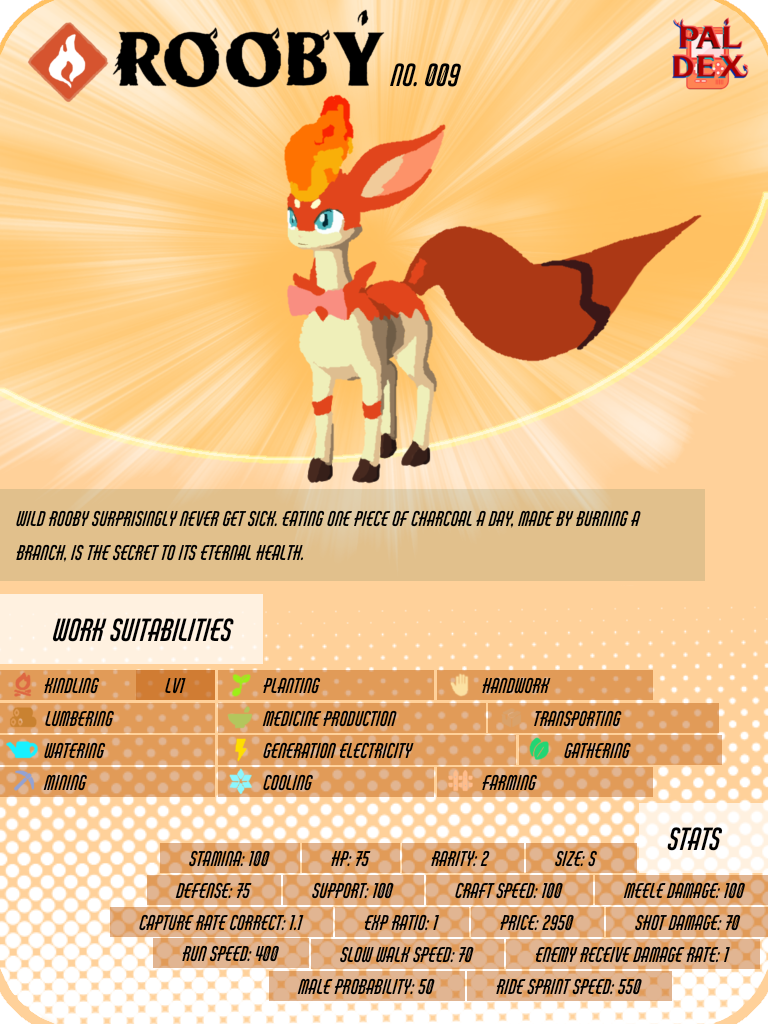 ROOBY NO. 009
PAL
DEX
WILD ROOBY SURPRISINGLY NEVER GET SICK. EATING ONE PIECE OF CHARCOAL A DAY, MADE BY BURNING A
BRANCH, IS THE SECRET TO ITS ETERNAL HEALTH.
WORK SUITABILITIES
KINDLING LV1 PLANTING HANDWORK
LUMBERING MEDICINE PRODUCTION TRANSPORTING
WATERING GENERATION ELECTRICITY GATHERING
MINING COOLING FARMING
STATS
STAMINA: 100 HP: 75 RARITY: 2 SIZE: S
DEFENSE: 75 SUPPORT: 100 CRAFT SPEED: 100 MEELE DAMAGE: 100
CAPTURE RATE CORRECT: 1.1 EXP RATIO: 1 PRICE: 2950 SHOT DAMAGE: 70
RUN SPEED: 400 SLOW WALK SPEED: 70 ENEMY RECEIVE DAMAGE RATE: 1
MALE PROBABILITY: 50 RIDE SPRINT SPEED: 550